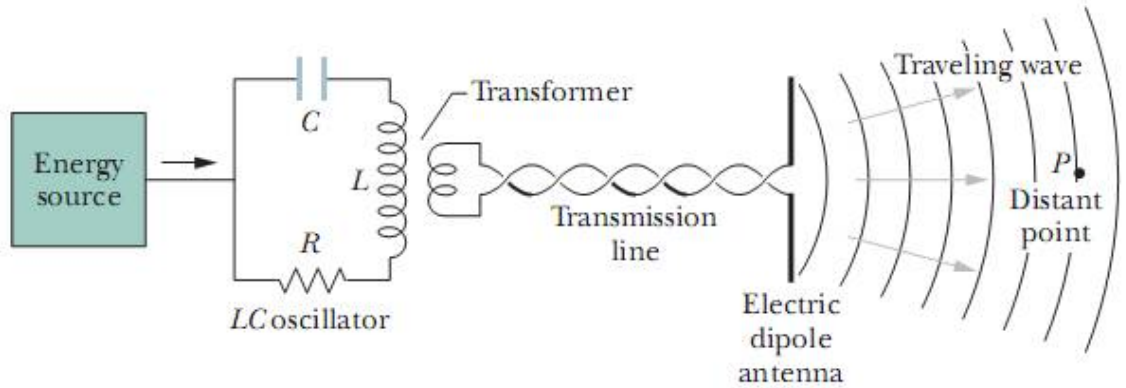 Energy
source
C
L
R
LC oscillator
Transformer
Transmission
line
Electric
dipole
antenna
Traveling wave
P
Distant
point